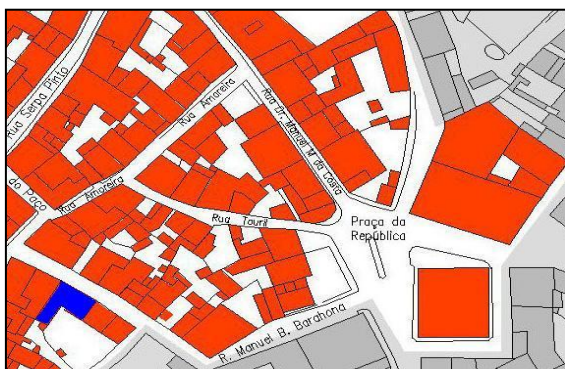 Rua Serpa Pinto
Rua Amoreira
Rua Dr. Manuel M da Costa
do Paço
Rua Amoreira
Rua Touril
Praça da
República
R. Manuel B. Barahona